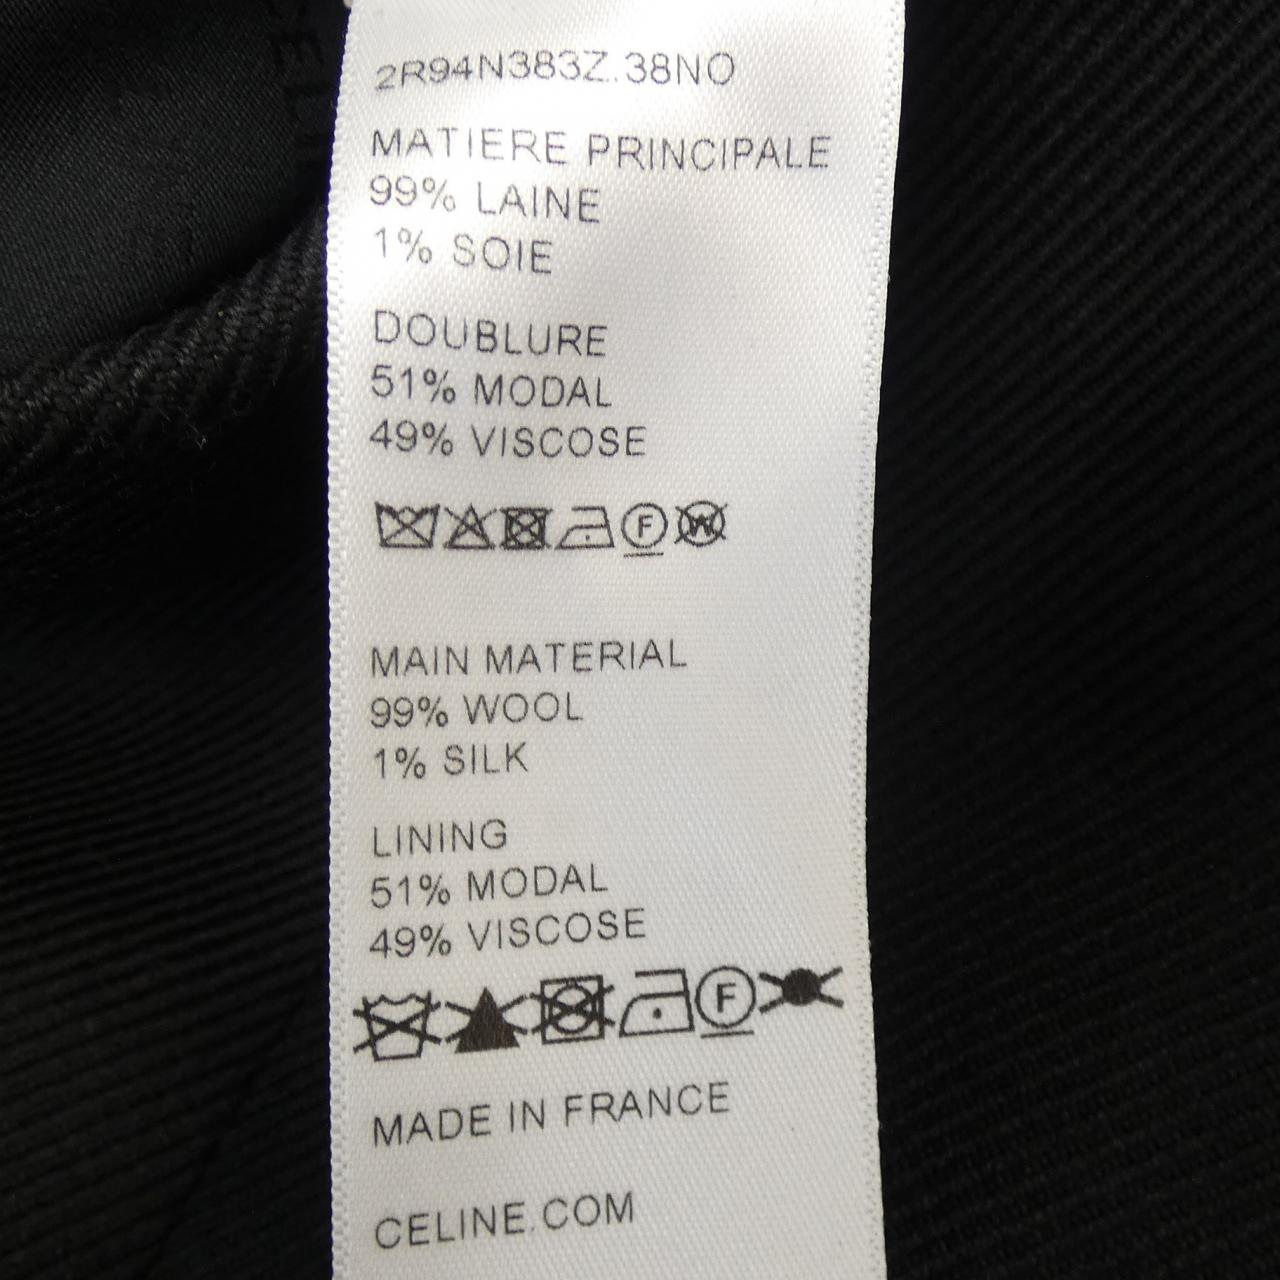 2R94N383Z.38NO
MATIERE PRINCIPALE
99% LAINE
1% SOIE
DOUBLURE
51% MODAL
49% VISCOSE
F W
MAIN MATERIAL
99% WOOL
1% SILK
LINING
51% MODAL
49% VISCOSE
F
MADE IN FRANCE
CELINE.COM